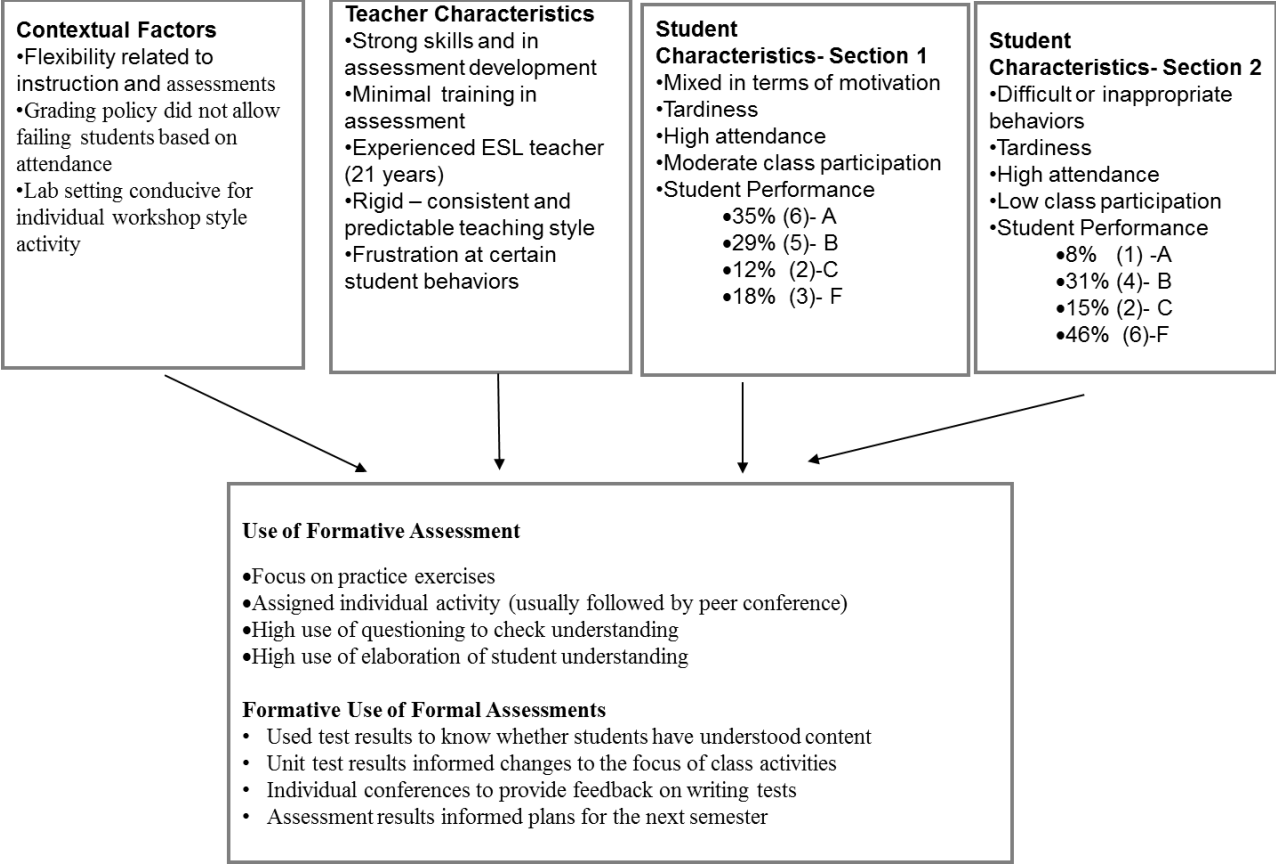 Contextual Factors
•Flexibility related to
instruction and assessments
•Grading policy did not allow
failing students based on
attendance
•Lab setting conducive for
individual workshop style
activity
Teacher Characteristics
•Strong skills and in
assessment development
•Minimal training in
assessment
•Experienced ESL teacher
(21 years)
•Rigid – consistent and
predictable teaching style
•Frustration at certain
student behaviors
Student
Characteristics- Section 1
•Mixed in terms of motivation
•Tardiness
•High attendance
•Moderate class participation
•Student Performance
•35% (6)- A
•29% (5)- B
•12% (2)-C
•18% (3)- F
Student
Characteristics- Section 2
•Difficult or inappropriate
behaviors
•Tardiness
•High attendance
•Low class participation
•Student Performance
•8% (1) -A
•31% (4)- B
•15% (2)- C
•46% (6)-F
Use of Formative Assessment
•Focus on practice exercises
•Assigned individual activity (usually followed by peer conference)
•High use of questioning to check understanding
•High use of elaboration of student understanding
Formative Use of Formal Assessments
• Used test results to know whether students have understood content
• Unit test results informed changes to the focus of class activities
• Individual conferences to provide feedback on writing tests
• Assessment results informed plans for the next semester